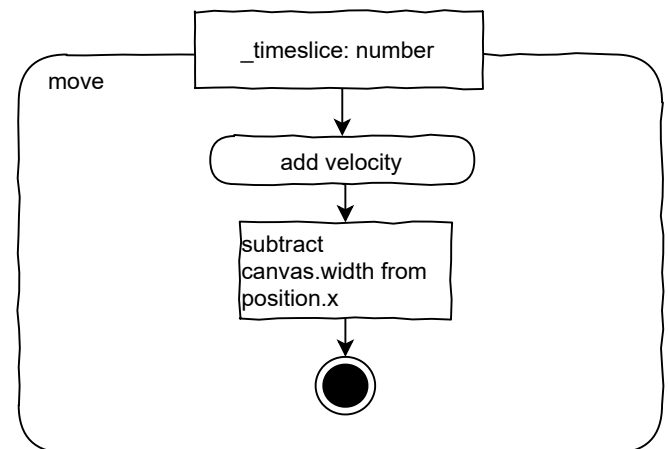 _timeslice: number
move
add velocity
subtract
canvas.width from
position.x